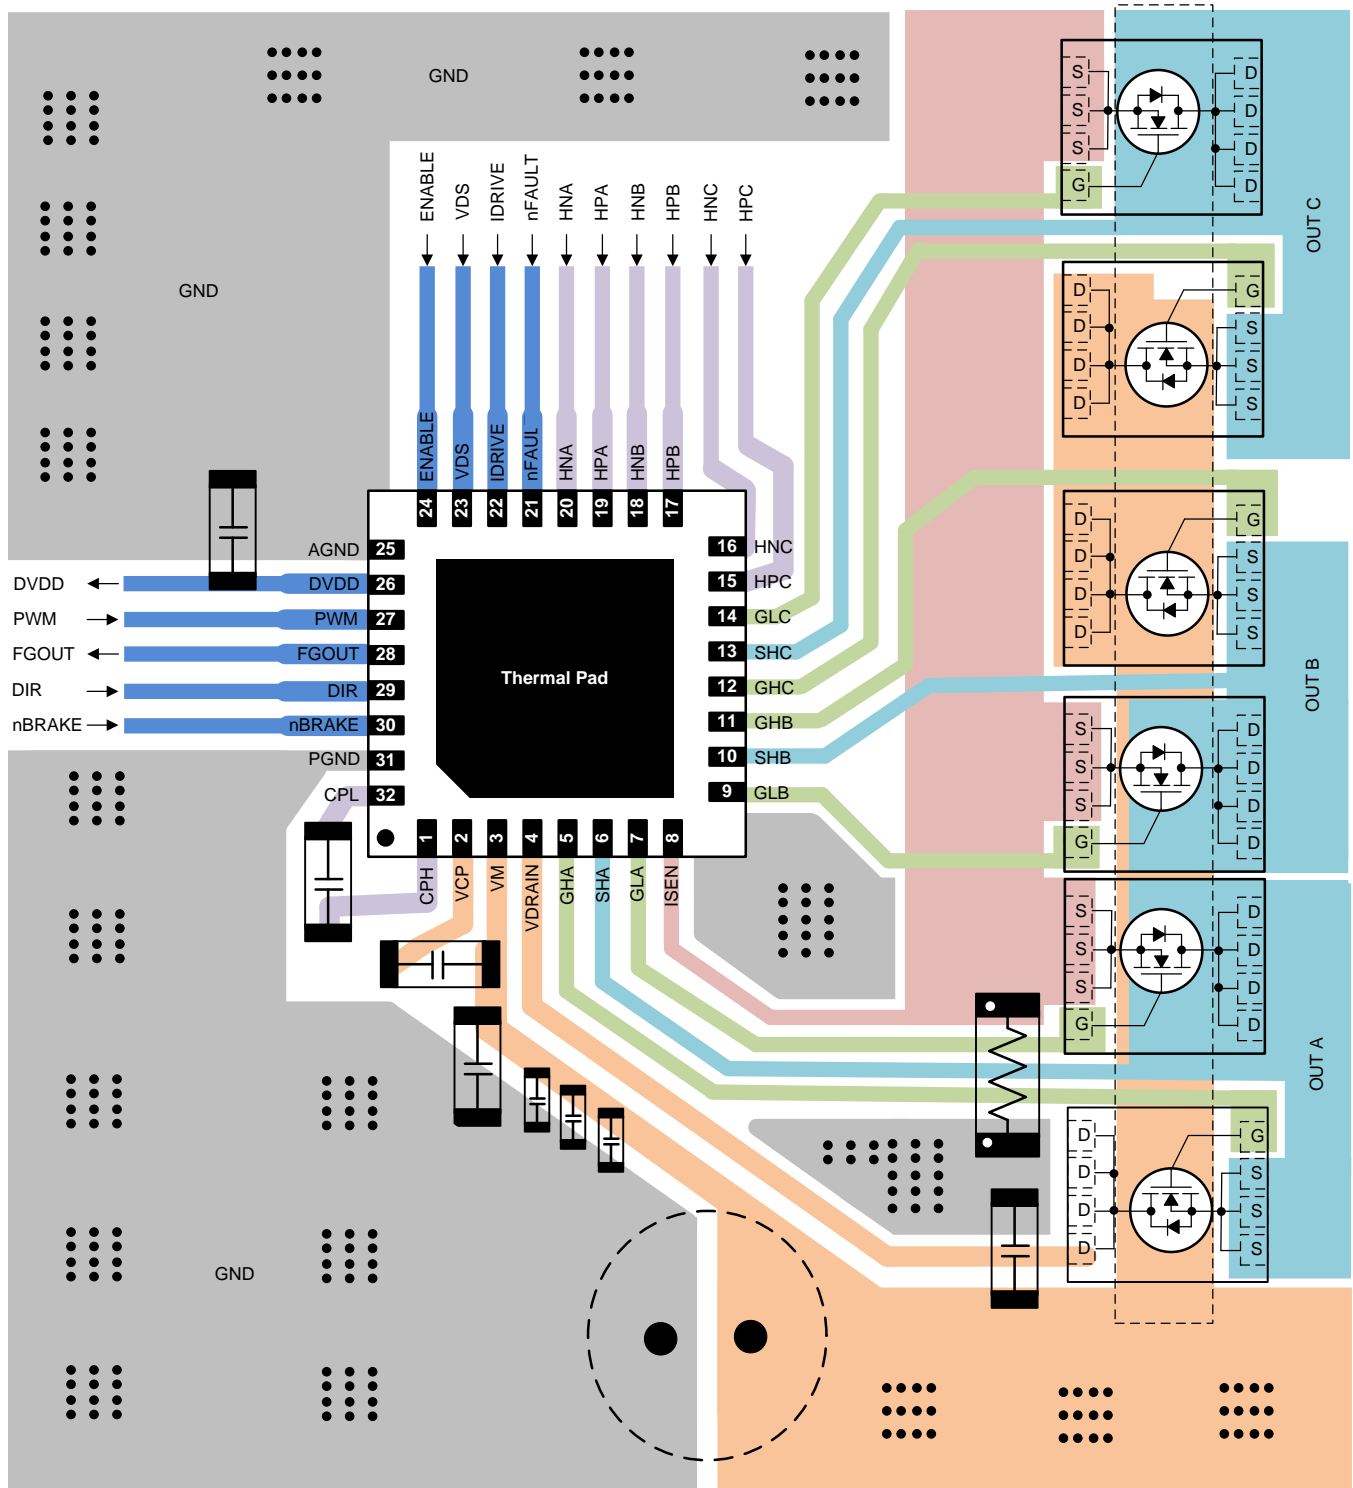 GND
GND
ENABLE
VDS
IDRIVE
nFAULT
HNA
HPA
HNB
HPB
HNC
HPC
ENABLE
VDS
IDRIVE
nFAUL
HNA
HPA
HNB
HPB
24
23
22
21
20
19
18
17
AGND 25
DVDD DVDD 26
PWM PWM 27
FGOUT FGOUT 28
DIR DIR 29
nBRAKE nBRAKE 30
PGND 31
CPL 32
Thermal Pad
16 HNC
15 HPC
14 GLC
13 SHC
12 GHC
11 GHB
10 SHB
9 GLB
1
2
3
4
5
6
7
8
CPH
VCP
VM
VDRAIN
GHA
SHA
GLA
ISEN
S D
S D
S D
G D
OUT C
D G
D S
D S
D S
D G
D S
D S
D S
OUT B
S D
S D
S D
G D
S D
S D
S D
G D
OUT A
D G
D S
D S
D S
GND